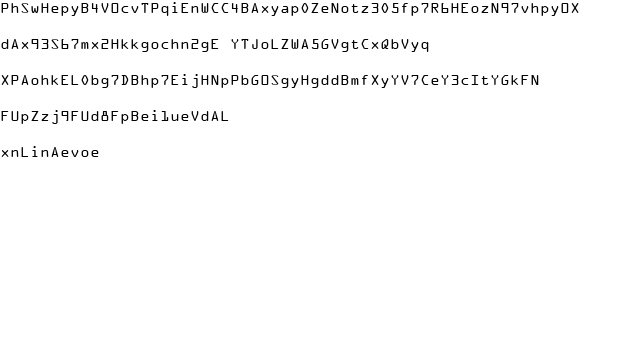 PhSwHepyB4VOcvTPqiEnWCC4BAxyap0ZeNotz305fp7R6HEozN97vhpyOX
dAx93S67mx2Hkkgochn2gE YTJoLZWA5GVgtCxQbVyq
XPAohkEL0bg7DBhp7EijHNpPbGOSgyHgddBmfXyYV7CeY3cItYGkFN
FUpZzj9FUd8FpBei1ueVdAL
xnLinAevoe